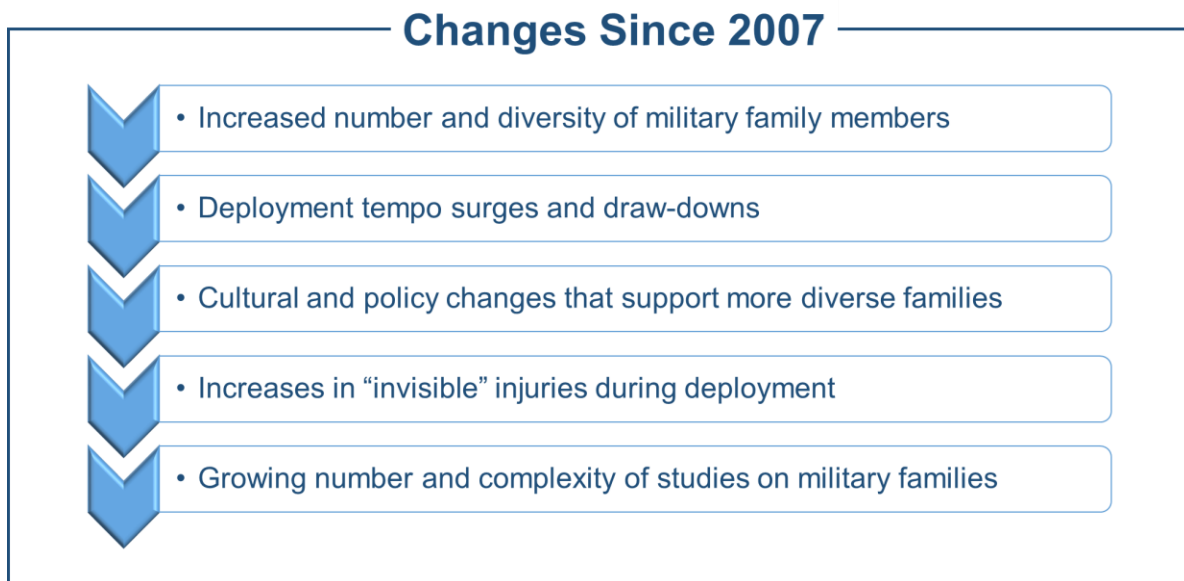 Changes Since 2007
• Increased number and diversity of military family members
• Deployment tempo surges and draw-downs
• Cultural and policy changes that support more diverse families
• Increases in “invisible” injuries during deployment
• Growing number and complexity of studies on military families